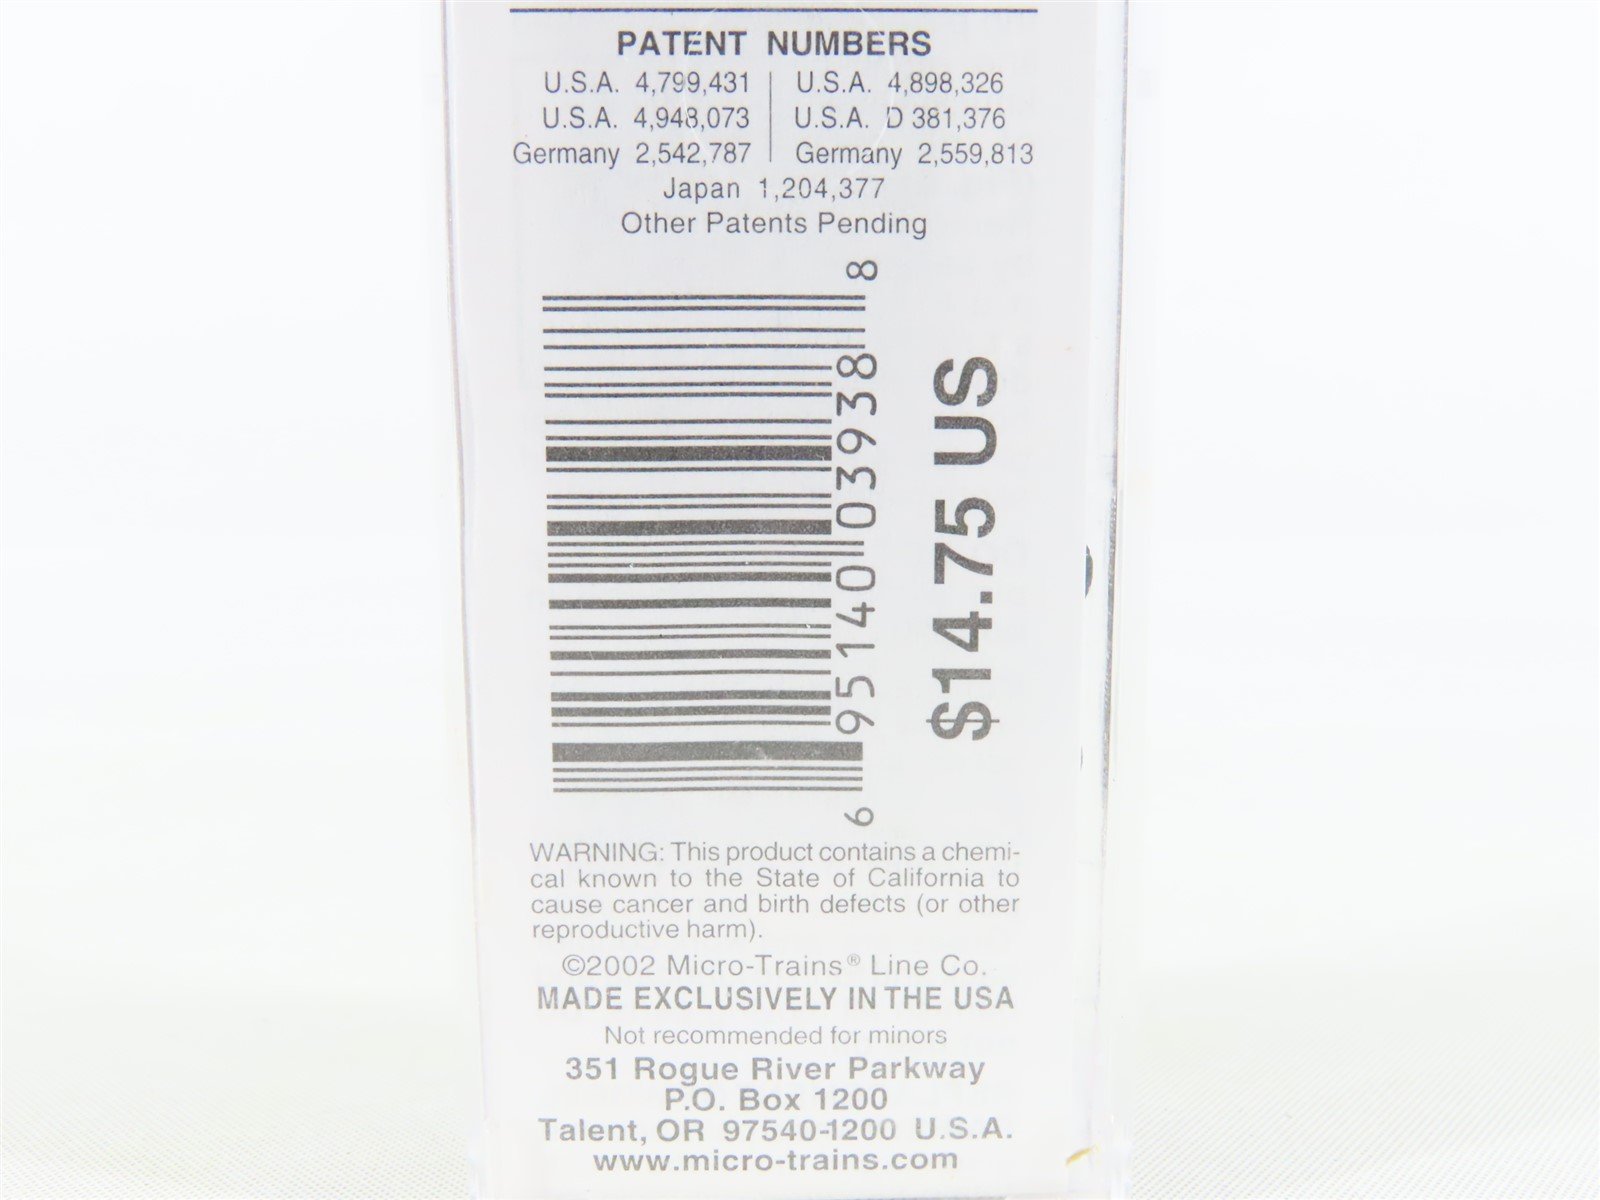 PATENT NUMBERS
U.S.A. 4,799,431 | U.S.A. 4,898,326
U.S.A. 4,948,073 | U.S.A. D 381,376
Germany 2,542,787 | Germany 2,559,813
Japan 1,204,377
Other Patents Pending
6 95140 03938 8
$14.75 US
WARNING: This product contains a chemi-
cal known to the State of California to
cause cancer and birth defects (or other
reproductive harm).
©2002 Micro-Trains® Line Co.
MADE EXCLUSIVELY IN THE USA
Not recommended for minors
351 Rogue River Parkway
P.O. Box 1200
Talent, OR 97540-1200 U.S.A.
www.micro-trains.com